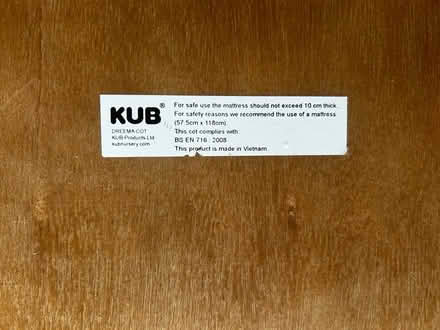 KUB®
DREEMA COT
KUB Products Ltd
kubnursery.com
For safe use the mattress should not exceed 10 cm thick.
For safety reasons we recommend the use of a mattress
(57.5cm x 118cm).
This cot complies with:
BS EN 716 : 2008
This product is made in Vietnam.